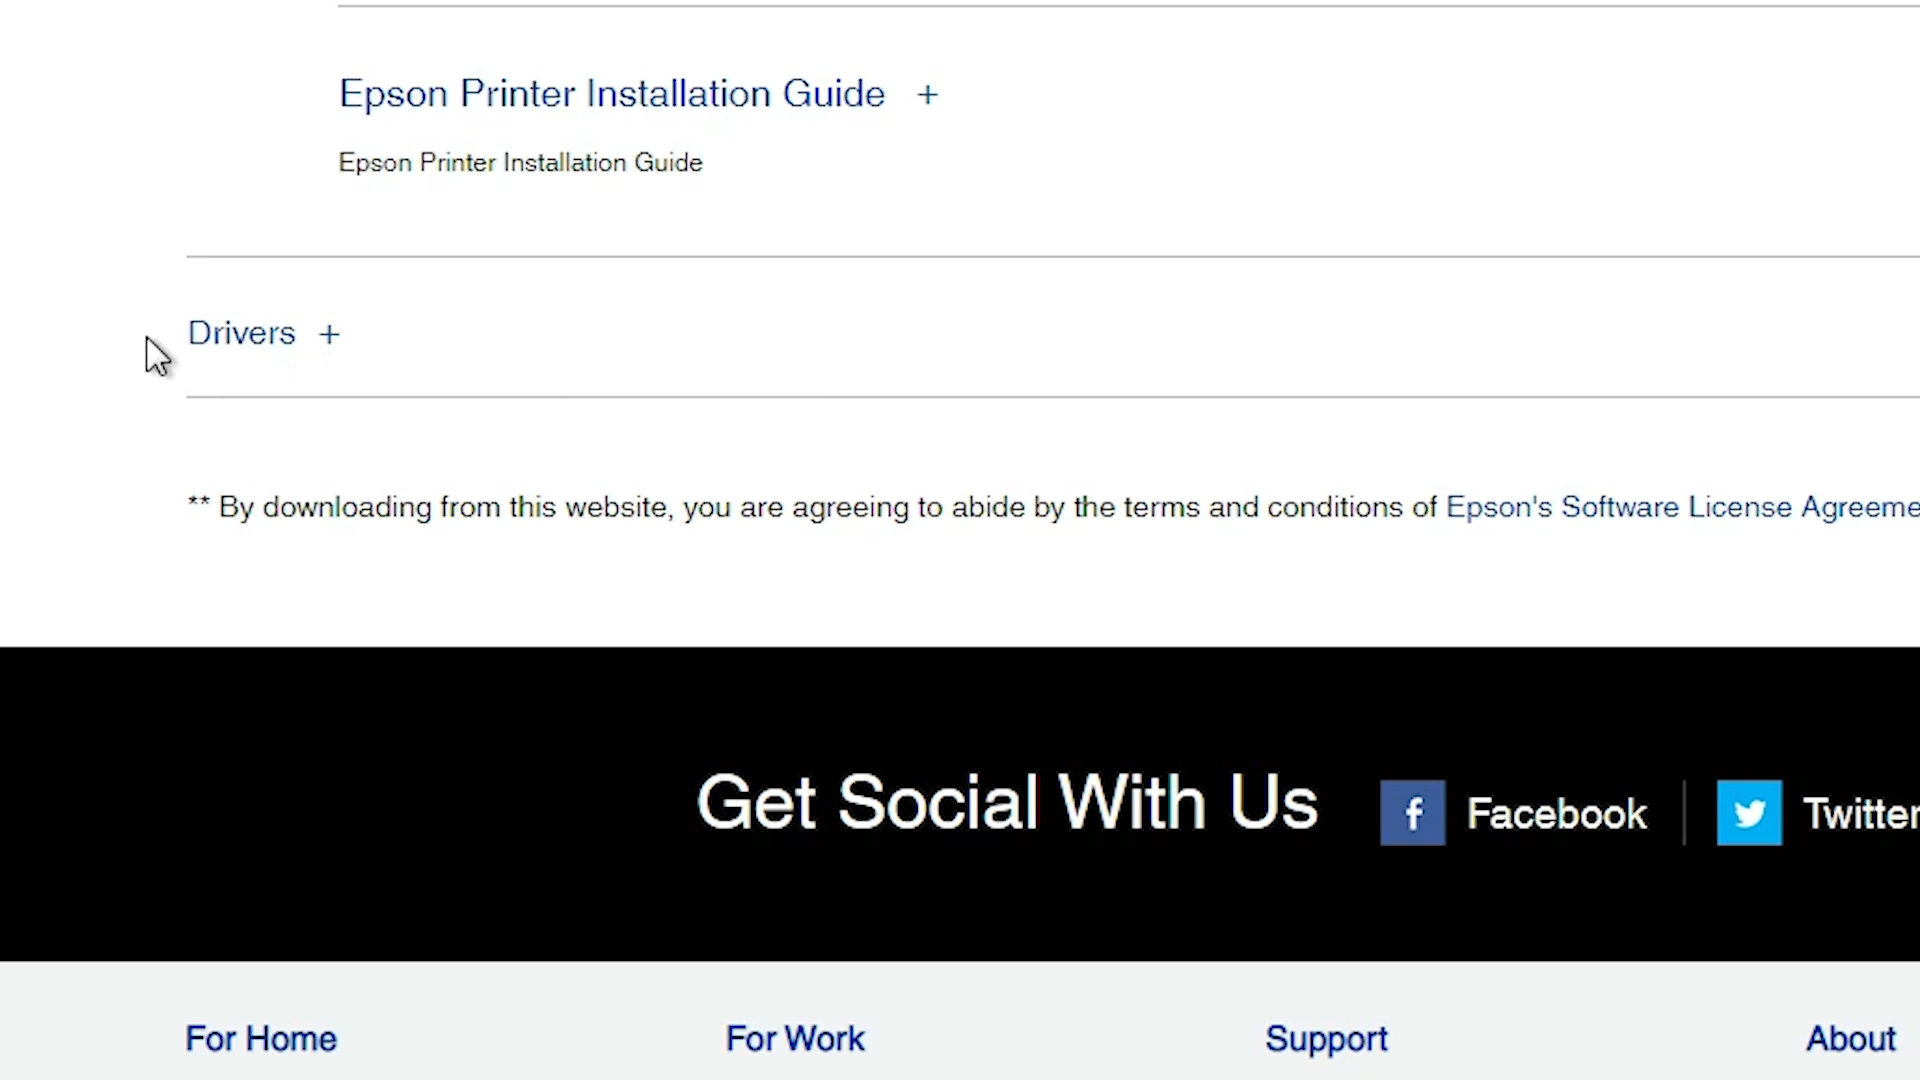 Epson Printer Installation Guide +
Epson Printer Installation Guide
Drivers +
** By downloading from this website, you are agreeing to abide by the terms and conditions of Epson's Software License Agreeme
Get Social With Us
f Facebook
Twitter
For Home
For Work
Support
About